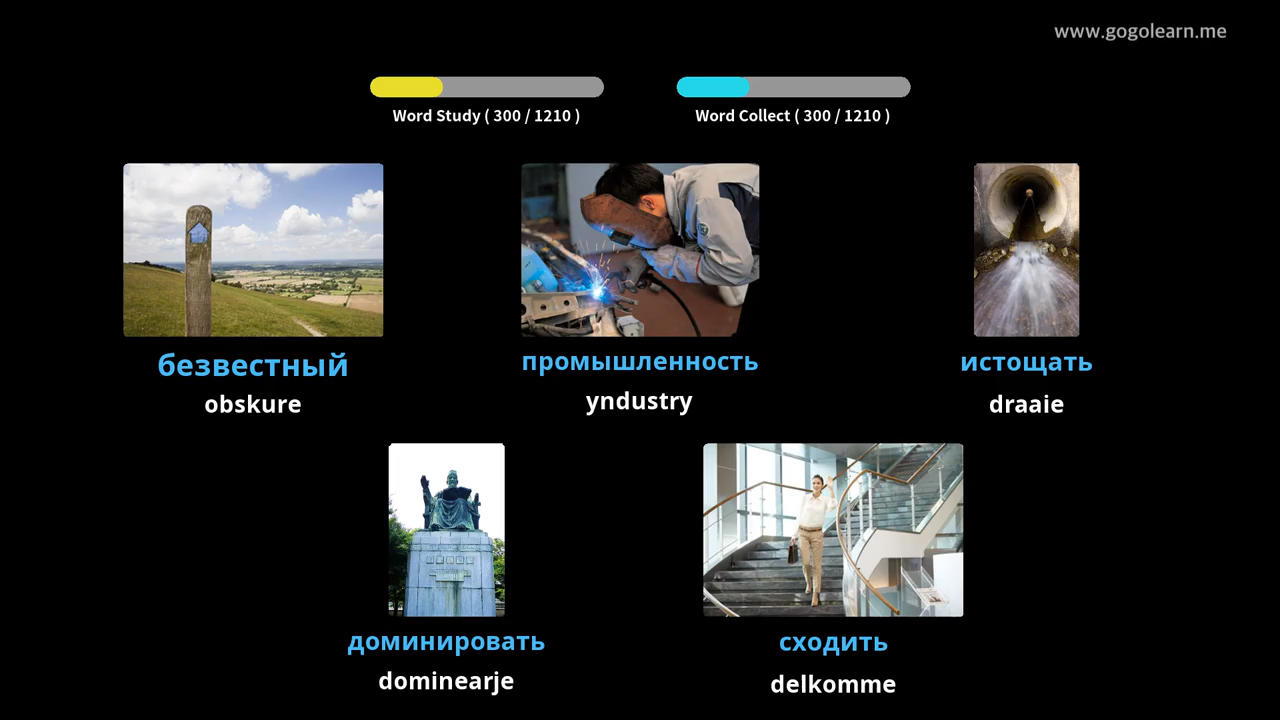 www.gogolearn.me
Word Study ( 300 / 1210 )
Word Collect ( 300 / 1210 )
безвестный
obskure
промышленность
yndustry
истощать
draaie
доминировать
dominearje
сходить
delkomme